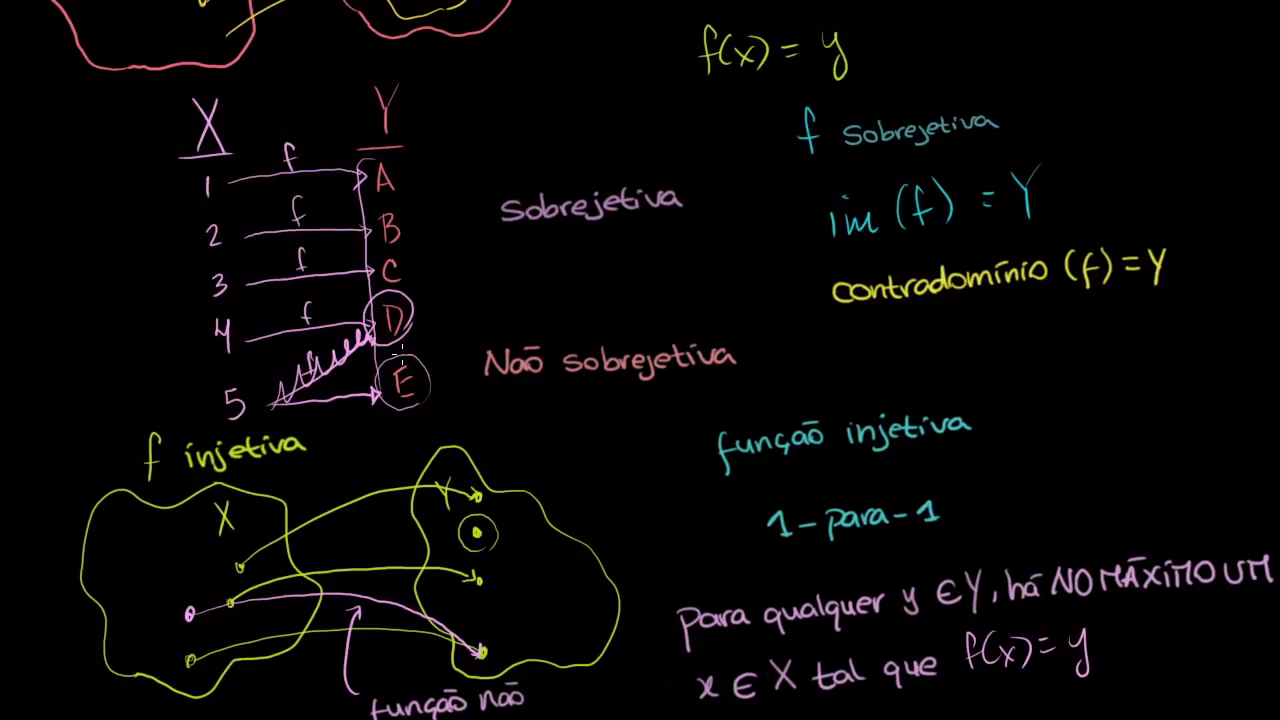 f(x) = y
f sobrejetiva
im (f) = Y
contradomínio (f) = Y
X Y
f
1 A
f
2 B
f
3 C
f
4 D
f
5 E
Sobrejetiva
Não sobrejetiva
f injetiva
X Y
função não
função injetiva
1-para-1
Para qualquer y ∈ Y, há NO MÁXIMO UM
x ∈ X tal que f(x) = y